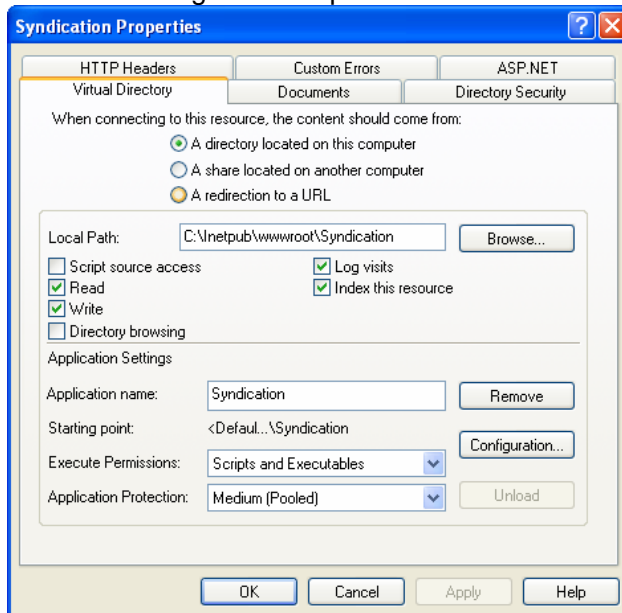 Syndication Properties
HTTP Headers Custom Errors ASP.NET
Virtual Directory Documents Directory Security
When connecting to this resource, the content should come from:
A directory located on this computer
A share located on another computer
A redirection to a URL
Local Path: C:\Inetpub\wwwroot\Syndication Browse...
Script source access Log visits
Read Index this resource
Write
Directory browsing
Application Settings
Application name: Syndication Remove
Starting point: <Defaul...\Syndication
Configuration...
Execute Permissions: Scripts and Executables
Application Protection: Medium (Pooled) Unload
OK Cancel Apply Help